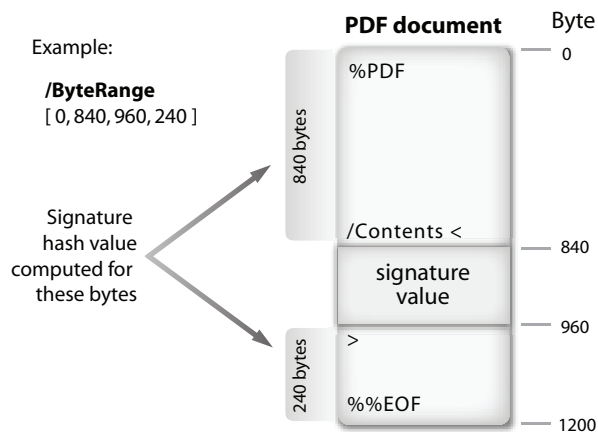 PDF document
Byte
Example:
/ByteRange
[ 0, 840, 960, 240 ]
Signature
hash value
computed for
these bytes
840 bytes
240 bytes
%PDF
/Contents <
signature
value
>
%%EOF
0
840
960
1200